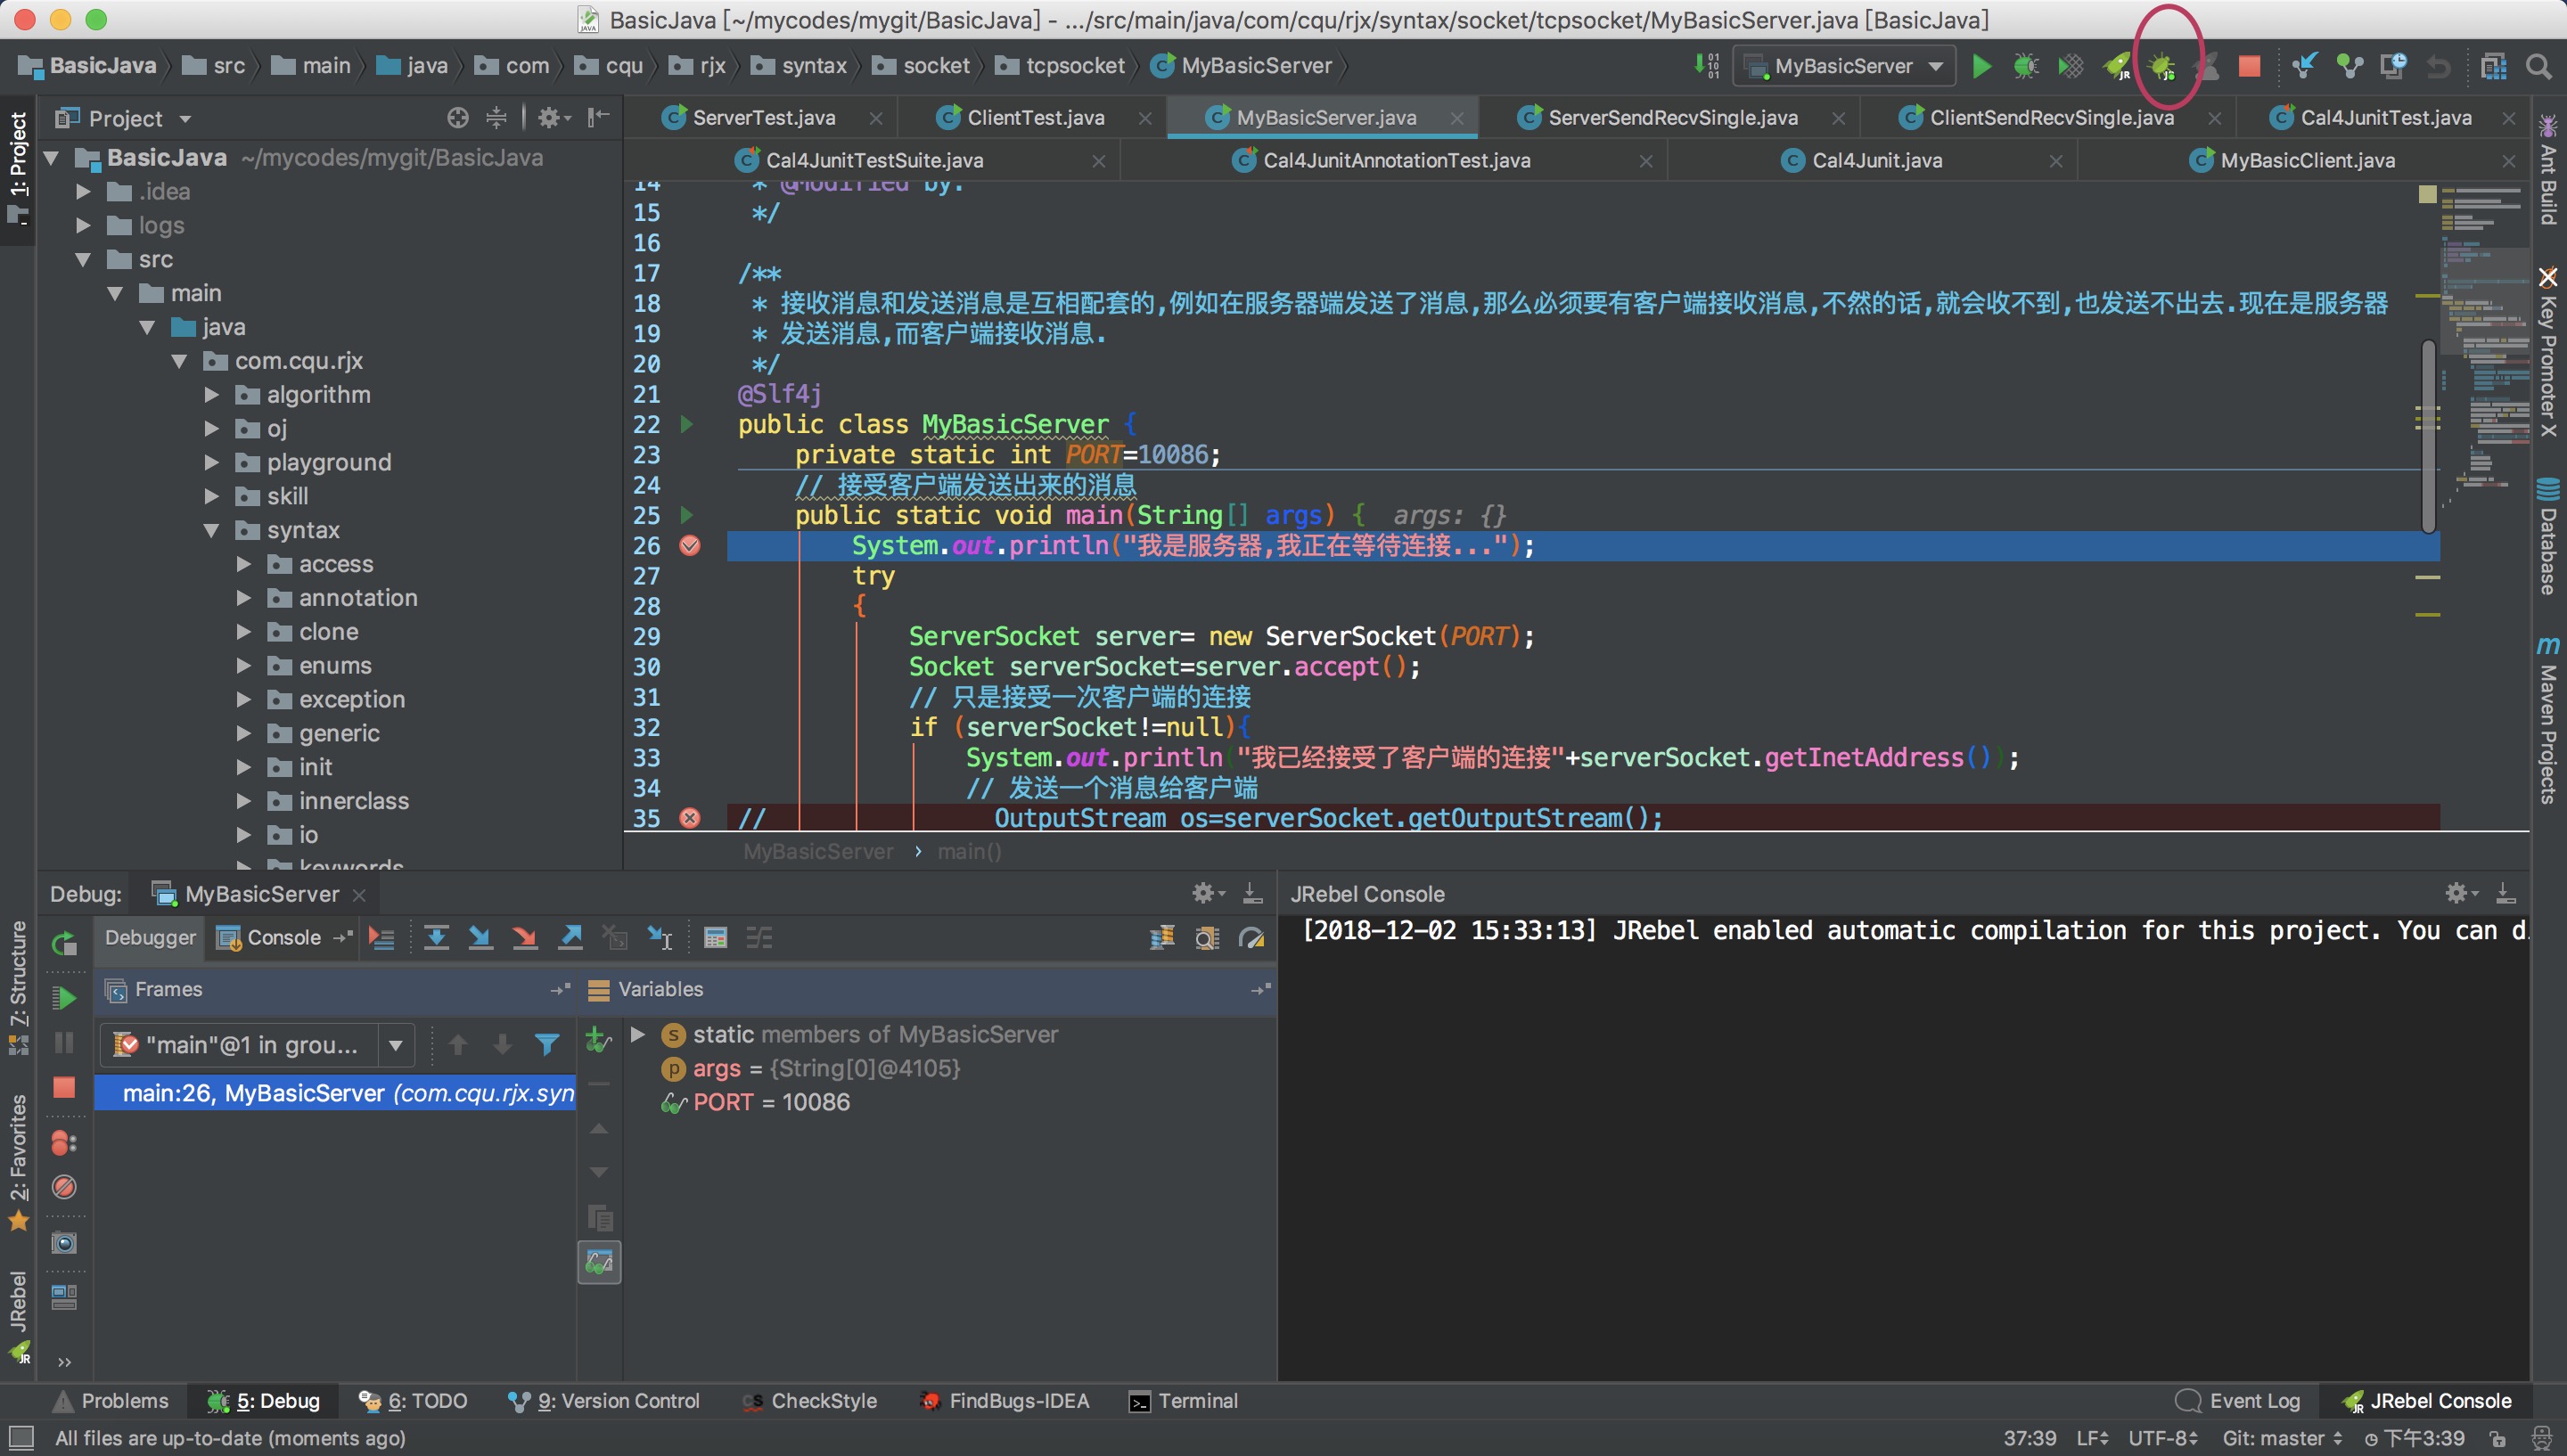 BasicJava [~/mycodes/mygit/BasicJava] - .../src/main/java/com/cqu/rjx/syntax/socket/tcpsocket/MyBasicServer.java [BasicJava]
BasicJava src main java com cqu rjx syntax socket tcpsocket MyBasicServer
MyBasicServer
Project
ServerTest.java ClientTest.java MyBasicServer.java ServerSendRecvSingle.java ClientSendRecvSingle.java Cal4JunitTest.java
Cal4JunitTestSuite.java Cal4JunitAnnotationTest.java Cal4Junit.java MyBasicClient.java
1: Project
BasicJava ~/mycodes/mygit/BasicJava
.idea
logs
src
main
java
com.cqu.rjx
algorithm
oj
playground
skill
syntax
access
annotation
clone
enums
exception
generic
init
innerclass
io
keywords
14 * @Modified by:
15 */
16
17 /**
18 * 接收消息和发送消息是互相配套的,例如在服务器端发送了消息,那么必须要有客户端接收消息,不然的话,就会收不到,也发送不出去.现在是服务器
19 * 发送消息,而客户端接收消息.
20 */
21 @Slf4j
22 public class MyBasicServer {
23 private static int PORT=10086;
24 // 接受客户端发送出来的消息
25 public static void main(String[] args) { args: {}
26 System.out.println("我是服务器,我正在等待连接...");
27 try
28 {
29 ServerSocket server= new ServerSocket(PORT);
30 Socket serverSocket=server.accept();
31 // 只是接受一次客户端的连接
32 if (serverSocket!=null){
33 System.out.println("我已经接受了客户端的连接"+serverSocket.getInetAddress());
34 // 发送一个消息给客户端
35 // OutputStream os=serverSocket.getOutputStream();
MyBasicServer › main()
Ant Build
Key Promoter X
Database
m Maven Projects
7: Structure
2: Favorites
JRebel
Debug: MyBasicServer
Debugger Console
Frames
Variables
"main"@1 in grou...
main:26, MyBasicServer (com.cqu.rjx.syn
static members of MyBasicServer
args = {String[0]@4105}
PORT = 10086
JRebel Console
[2018-12-02 15:33:13] JRebel enabled automatic compilation for this project. You can d
Problems 5: Debug 6: TODO 9: Version Control CheckStyle FindBugs-IDEA Terminal Event Log JRebel Console
All files are up-to-date (moments ago) 37:39 LF UTF-8 Git: master 下午3:39